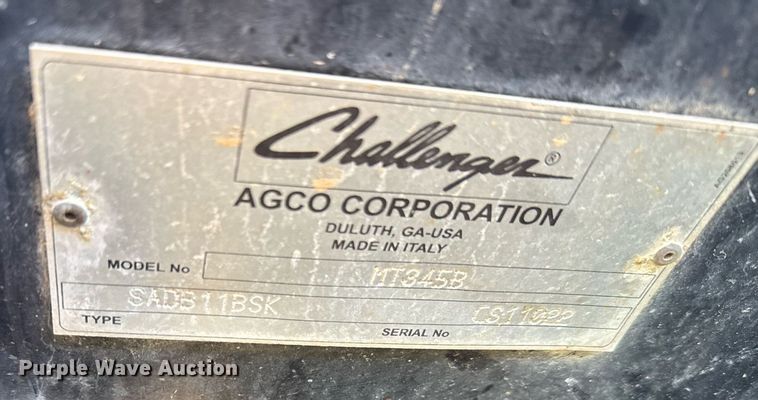 Challenger®
AGCO CORPORATION
DULUTH, GA-USA
MADE IN ITALY
MODEL No MT345B
SADB11BSK CS11022
TYPE SERIAL No
Purple Wave Auction